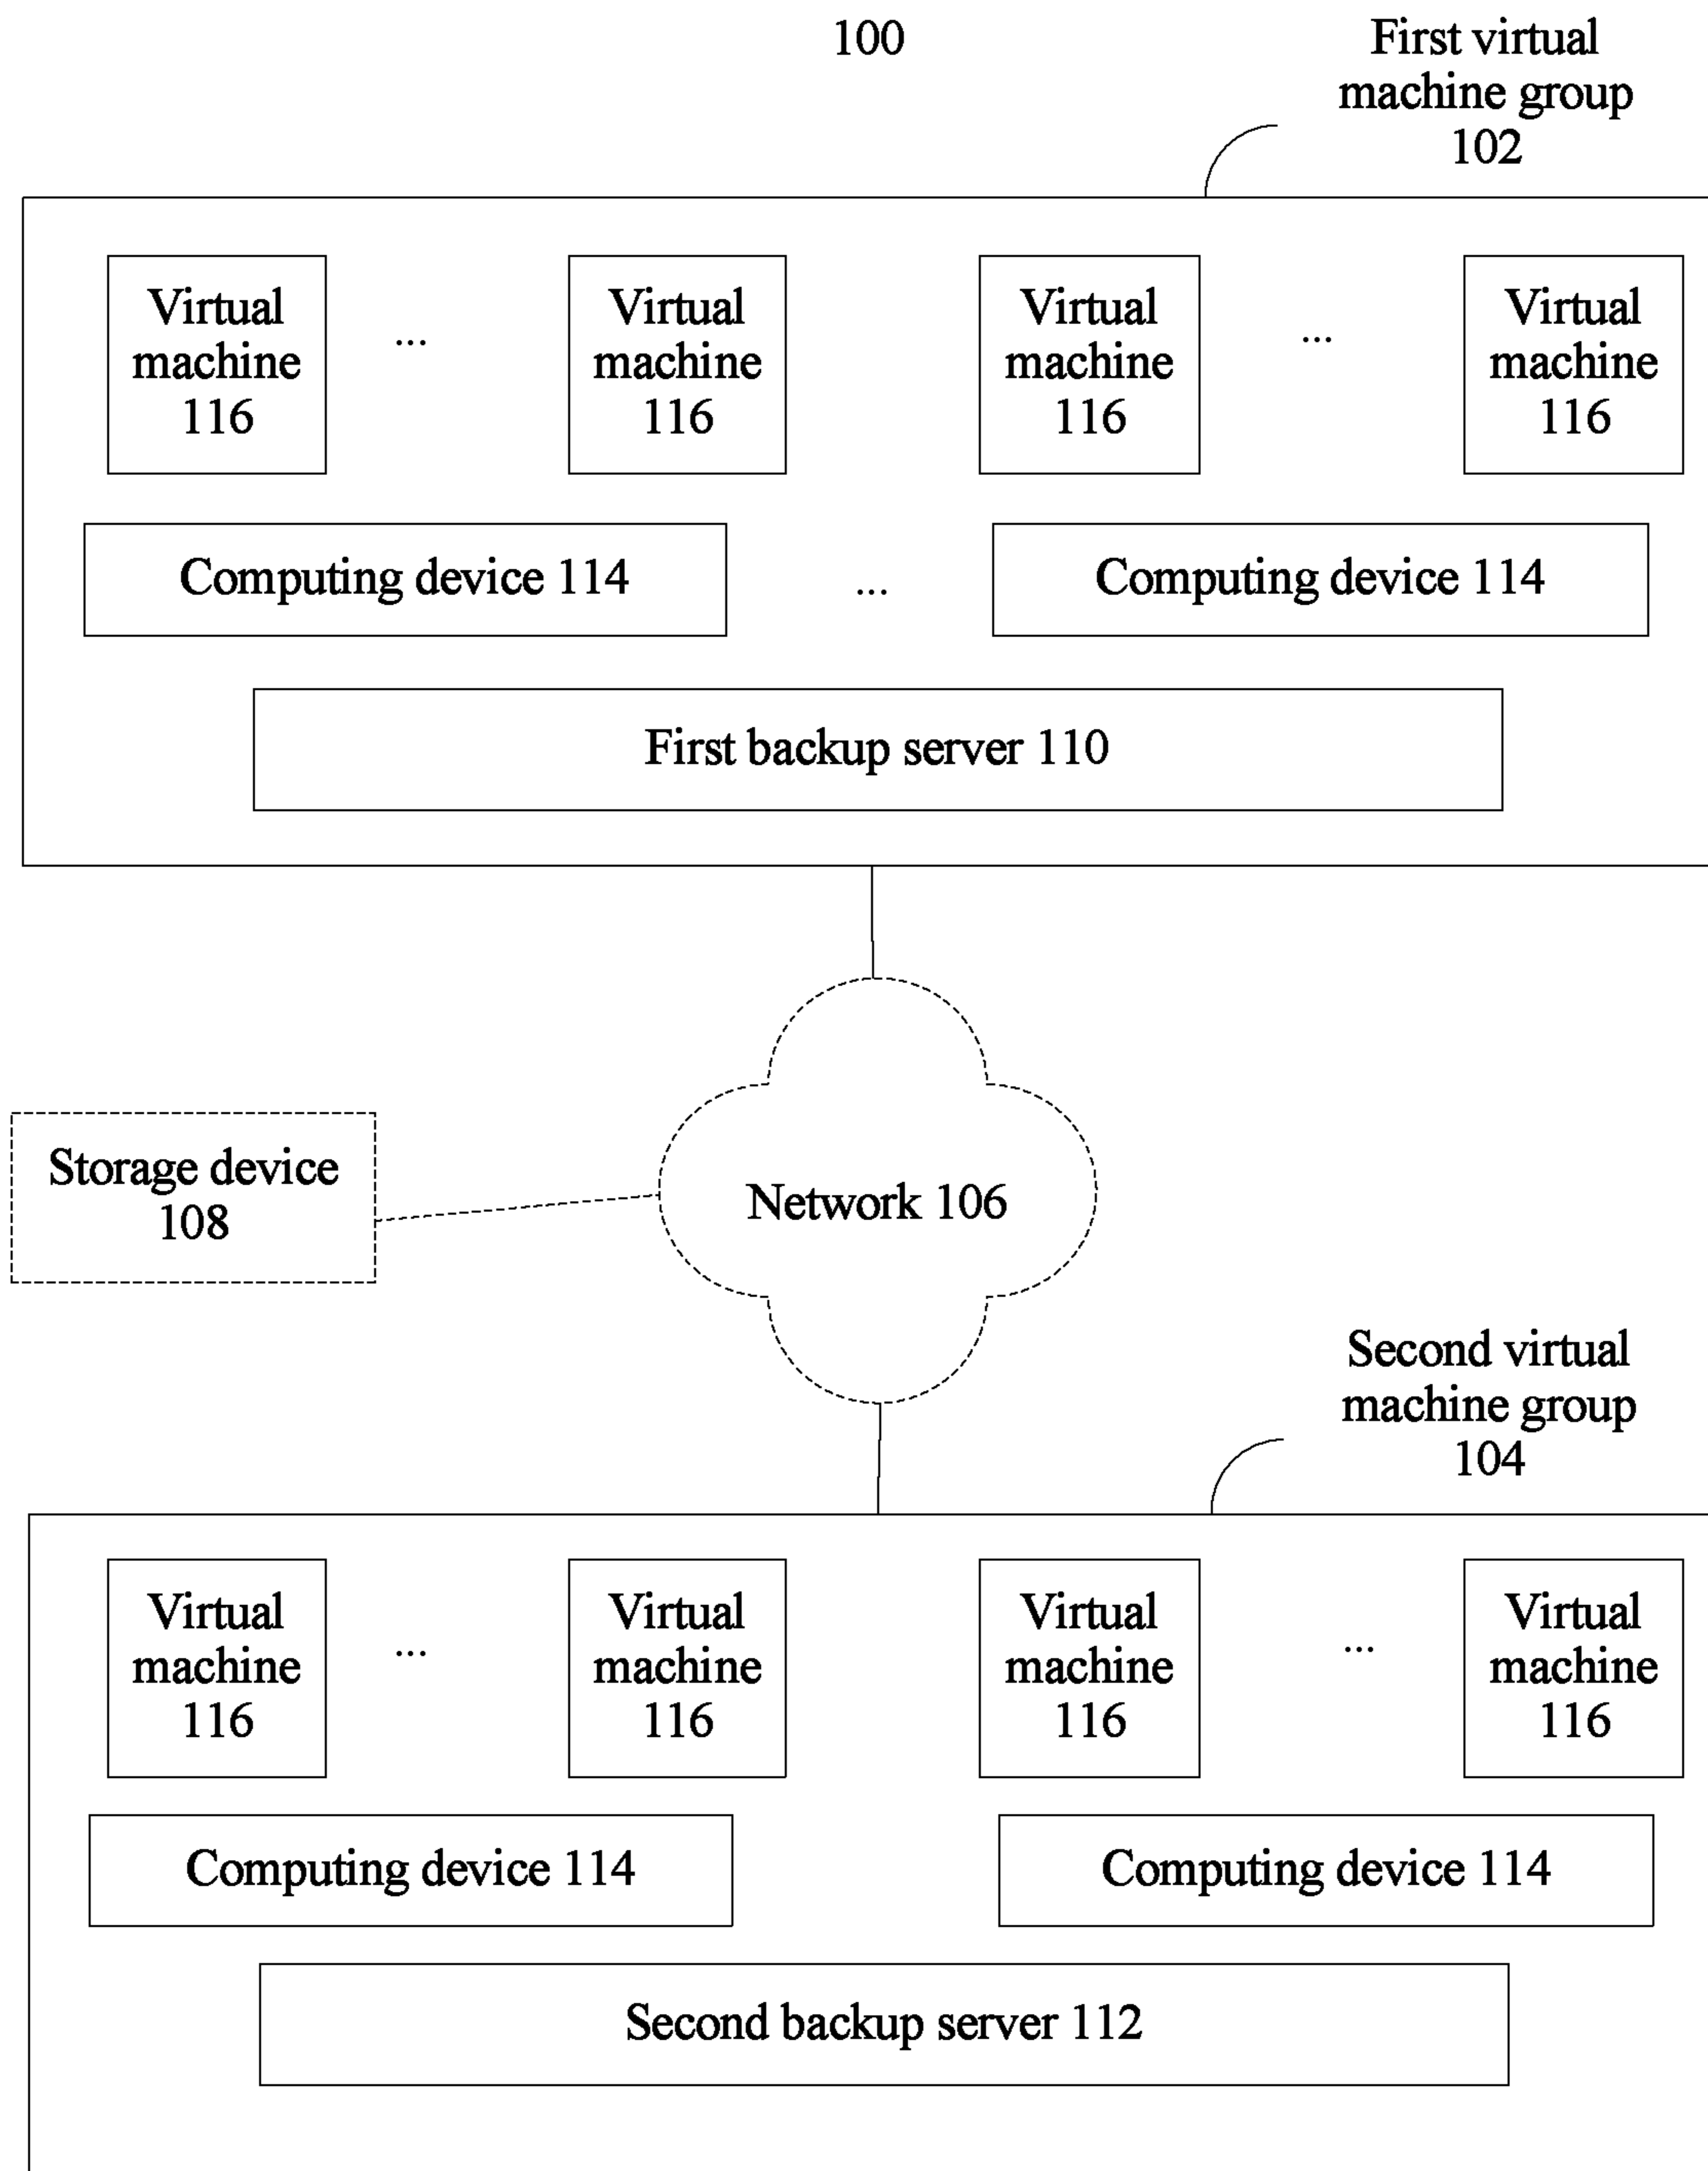 100
First virtual
machine group
102
Virtual
machine
116
...
Virtual
machine
116
Virtual
machine
116
...
Virtual
machine
116
Computing device 114
...
Computing device 114
First backup server 110
Storage device
108
Network 106
Second virtual
machine group
104
Virtual
machine
116
...
Virtual
machine
116
Virtual
machine
116
...
Virtual
machine
116
Computing device 114
Computing device 114
Second backup server 112